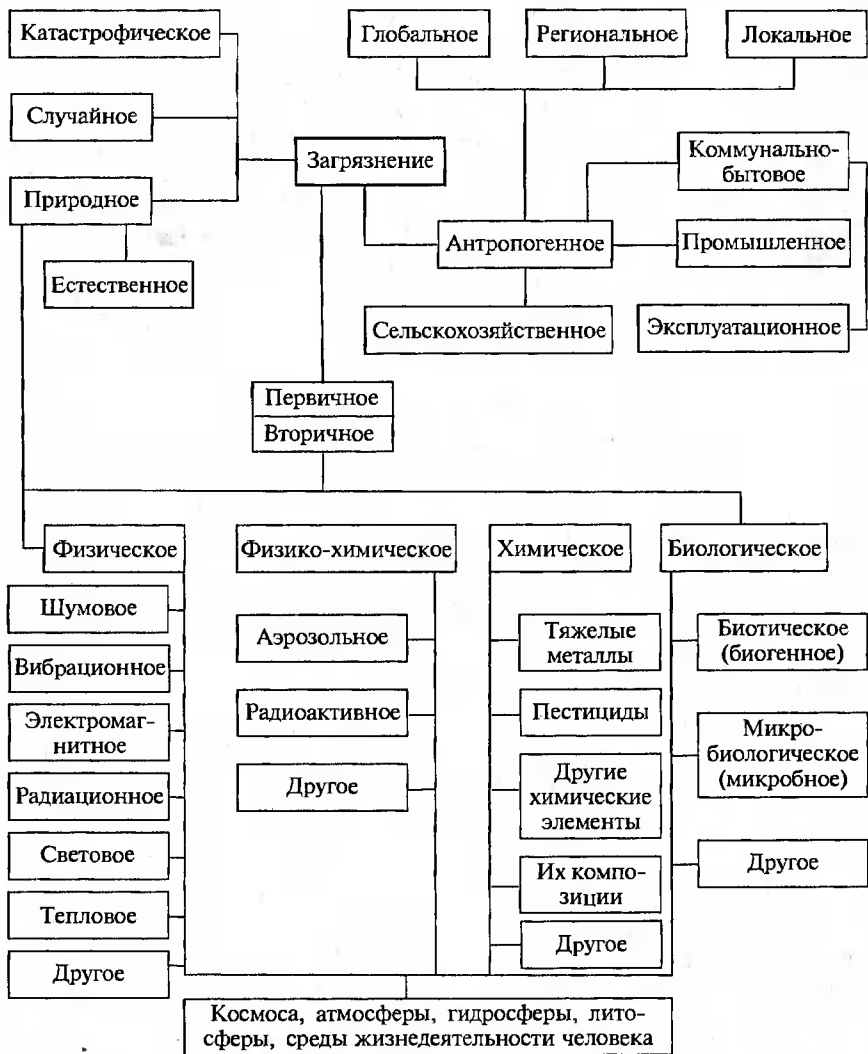 Катастрофическое
Глобальное
Региональное
Локальное
Случайное
Загрязнение
Коммунально-
бытовое
Природное
Антропогенное
Промышленное
Естественное
Сельскохозяйственное
Эксплуатационное
Первичное
Вторичное
Физическое
Физико-химическое
Химическое
Биологическое
Шумовое
Вибрационное
Электромаг-
нитное
Радиационное
Световое
Тепловое
Другое
Аэрозольное
Радиоактивное
Другое
Тяжелые
металлы
Пестициды
Другие
химические
элементы
Их компо-
зиции
Другое
Биотическое
(биогенное)
Микро-
биологическое
(микробное)
Другое
Космоса, атмосферы, гидросферы, лито-
сферы, среды жизнедеятельности человека